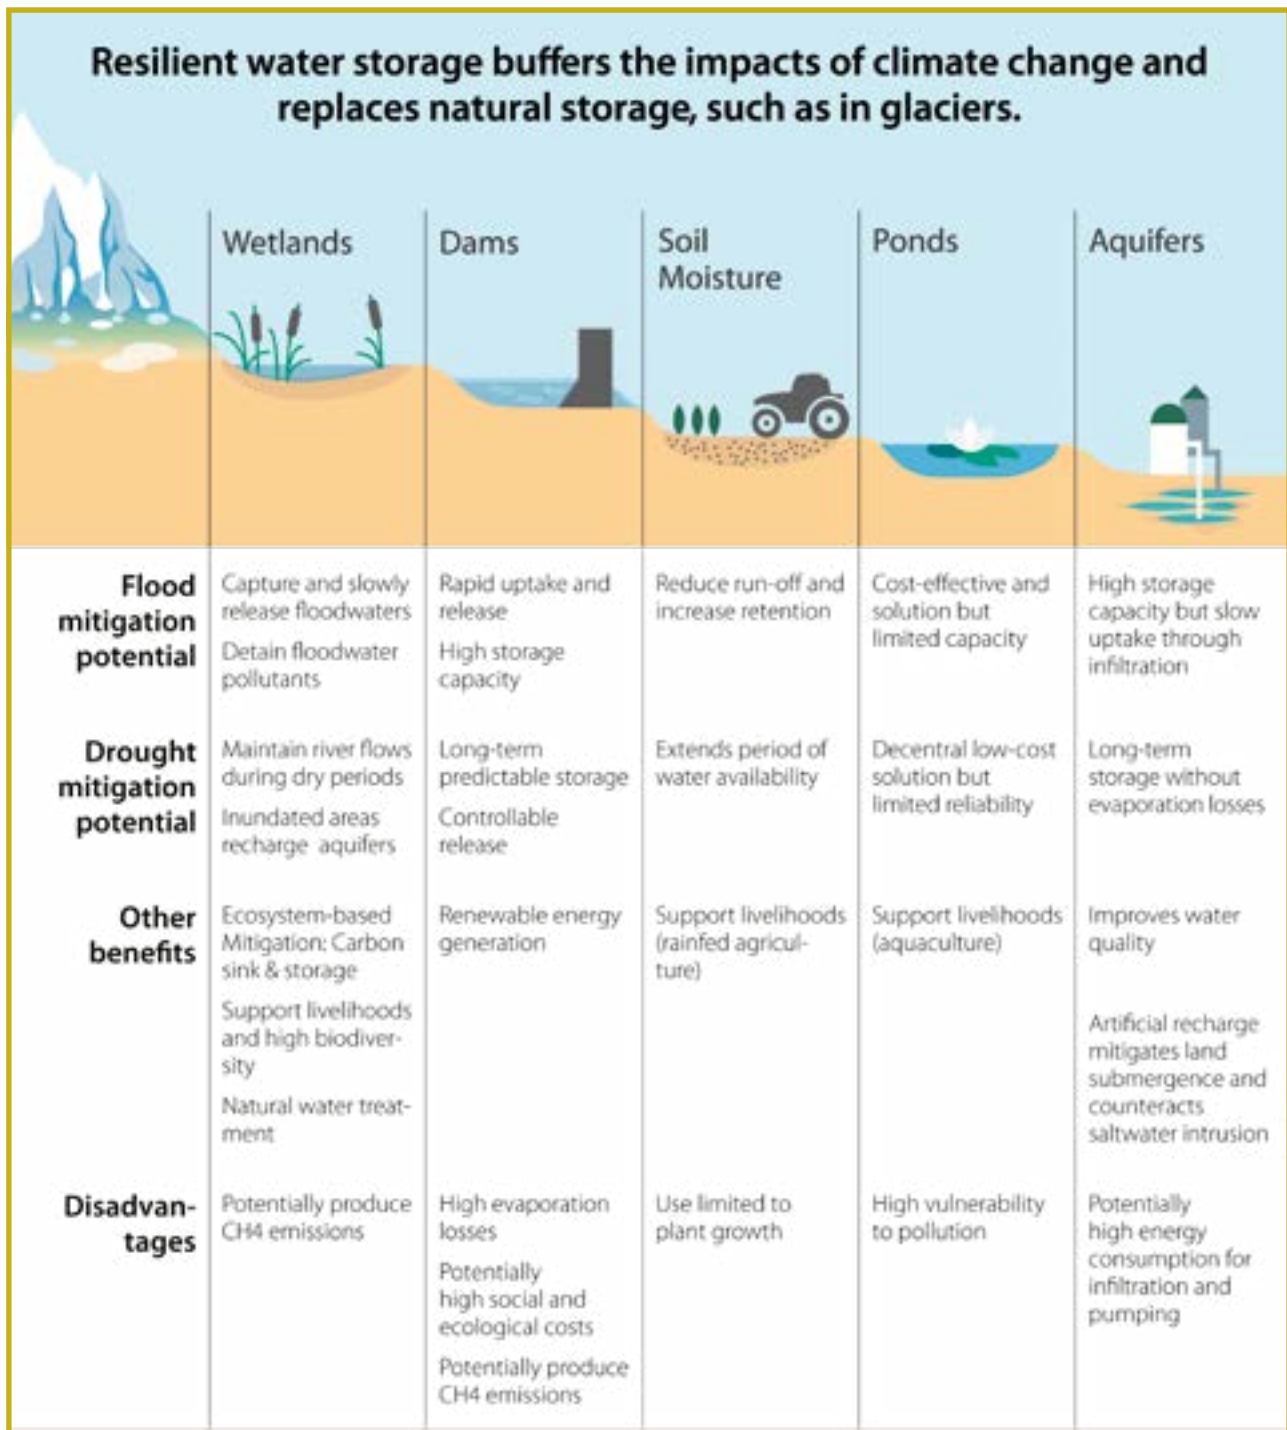 Resilient water storage buffers the impacts of climate change and
replaces natural storage, such as in glaciers.
Wetlands
Dams
Soil
Moisture
Ponds
Aquifers
Flood
mitigation
potential
Capture and slowly
release floodwaters
Detain floodwater
pollutants
Rapid uptake and
release
High storage
capacity
Reduce run-off and
increase retention
Cost-effective and
solution but
limited capacity
High storage
capacity but slow
uptake through
infiltration
Drought
mitigation
potential
Maintain river flows
during dry periods
Inundated areas
recharge aquifers
Long-term
predictable storage
Controllable
release
Extends period of
water availability
Decentral low-cost
solution but
limited reliability
Long-term
storage without
evaporation losses
Other
benefits
Ecosystem-based
Mitigation: Carbon
sink & storage
Support livelihoods
and high biodiver-
sity
Natural water treat-
ment
Renewable energy
generation
Support livelihoods
(rainfed agricul-
ture)
Support livelihoods
(aquaculture)
Improves water
quality
Artificial recharge
mitigates land
submergence and
counteracts
saltwater intrusion
Disadvan-
tages
Potentially produce
CH4 emissions
High evaporation
losses
Potentially
high social and
ecological costs
Potentially produce
CH4 emissions
Use limited to
plant growth
High vulnerability
to pollution
Potentially
high energy
consumption for
infiltration and
pumping